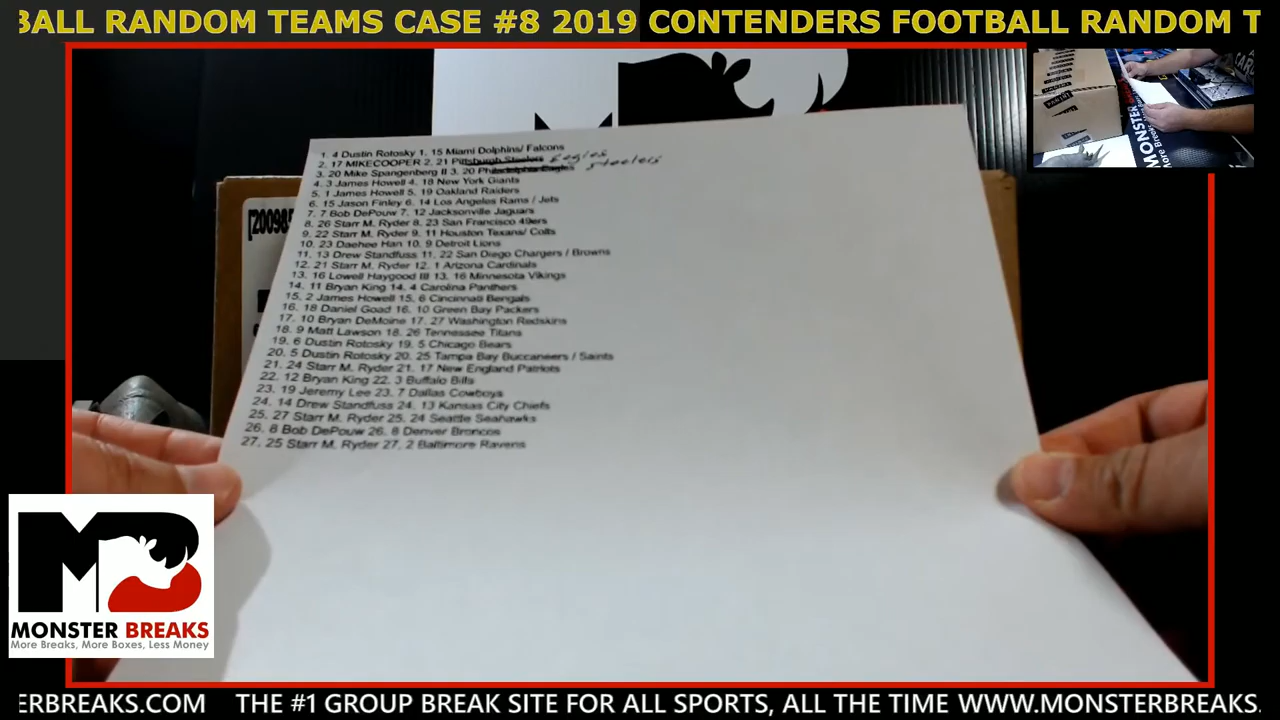 BALL RANDOM TEAMS CASE #8 2019 CONTENDERS FOOTBALL RANDOM T
1. 4 Dustin Rotosky 1. 15 Miami Dolphins/ Falcons
2. 17 MIKECOOPER 2. 21 Pittsburgh Steelers Eagles
3. 20 Mike Spangenberg II 3. 20 Philadelphia Eagles Steelers
4. 3 James Howell 4. 18 New York Giants
5. 1 James Howell 5. 19 Oakland Raiders
6. 15 Jason Finley 6. 14 Los Angeles Rams / Jets
7. 7 Bob DePouw 7. 12 Jacksonville Jaguars
8. 26 Starr M. Ryder 8. 23 San Francisco 49ers
9. 22 Starr M. Ryder 9. 11 Houston Texans/ Colts
10. 23 Daehee Han 10. 9 Detroit Lions
11. 13 Drew Standfuss 11. 22 San Diego Chargers / Browns
12. 21 Starr M. Ryder 12. 1 Arizona Cardinals
13. 16 Lowell Haygood III 13. 16 Minnesota Vikings
14. 11 Bryan King 14. 4 Carolina Panthers
15. 2 James Howell 15. 6 Cincinnati Bengals
16. 18 Daniel Goad 16. 10 Green Bay Packers
17. 10 Bryan DeMoine 17. 27 Washington Redskins
18. 9 Matt Lawson 18. 26 Tennessee Titans
19. 6 Dustin Rotosky 19. 5 Chicago Bears
20. 5 Dustin Rotosky 20. 25 Tampa Bay Buccaneers / Saints
21. 24 Starr M. Ryder 21. 17 New England Patriots
22. 12 Bryan King 22. 3 Buffalo Bills
23. 19 Jeremy Lee 23. 7 Dallas Cowboys
24. 14 Drew Standfuss 24. 13 Kansas City Chiefs
25. 27 Starr M. Ryder 25. 24 Seattle Seahawks
26. 8 Bob DePouw 26. 8 Denver Broncos
27. 25 Starr M. Ryder 27. 2 Baltimore Ravens
MB
MONSTER BREAKS
More Breaks, More Boxes, Less Money
ERBREAKS.COM THE #1 GROUP BREAK SITE FOR ALL SPORTS, ALL THE TIME WWW.MONSTERBREAKS.